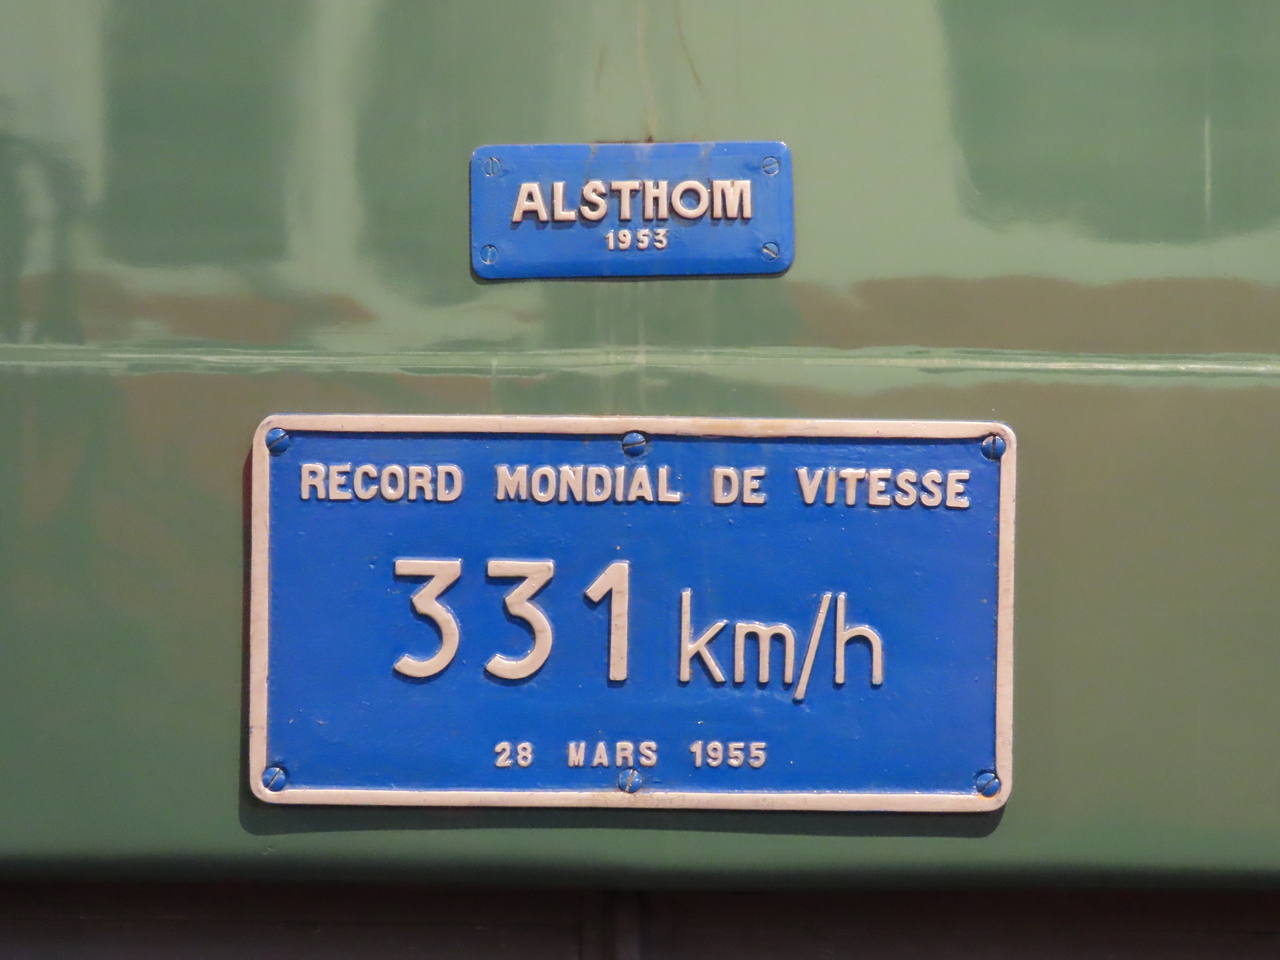 ALSTHOM
1953
RECORD MONDIAL DE VITESSE
331 km/h
28 MARS 1955